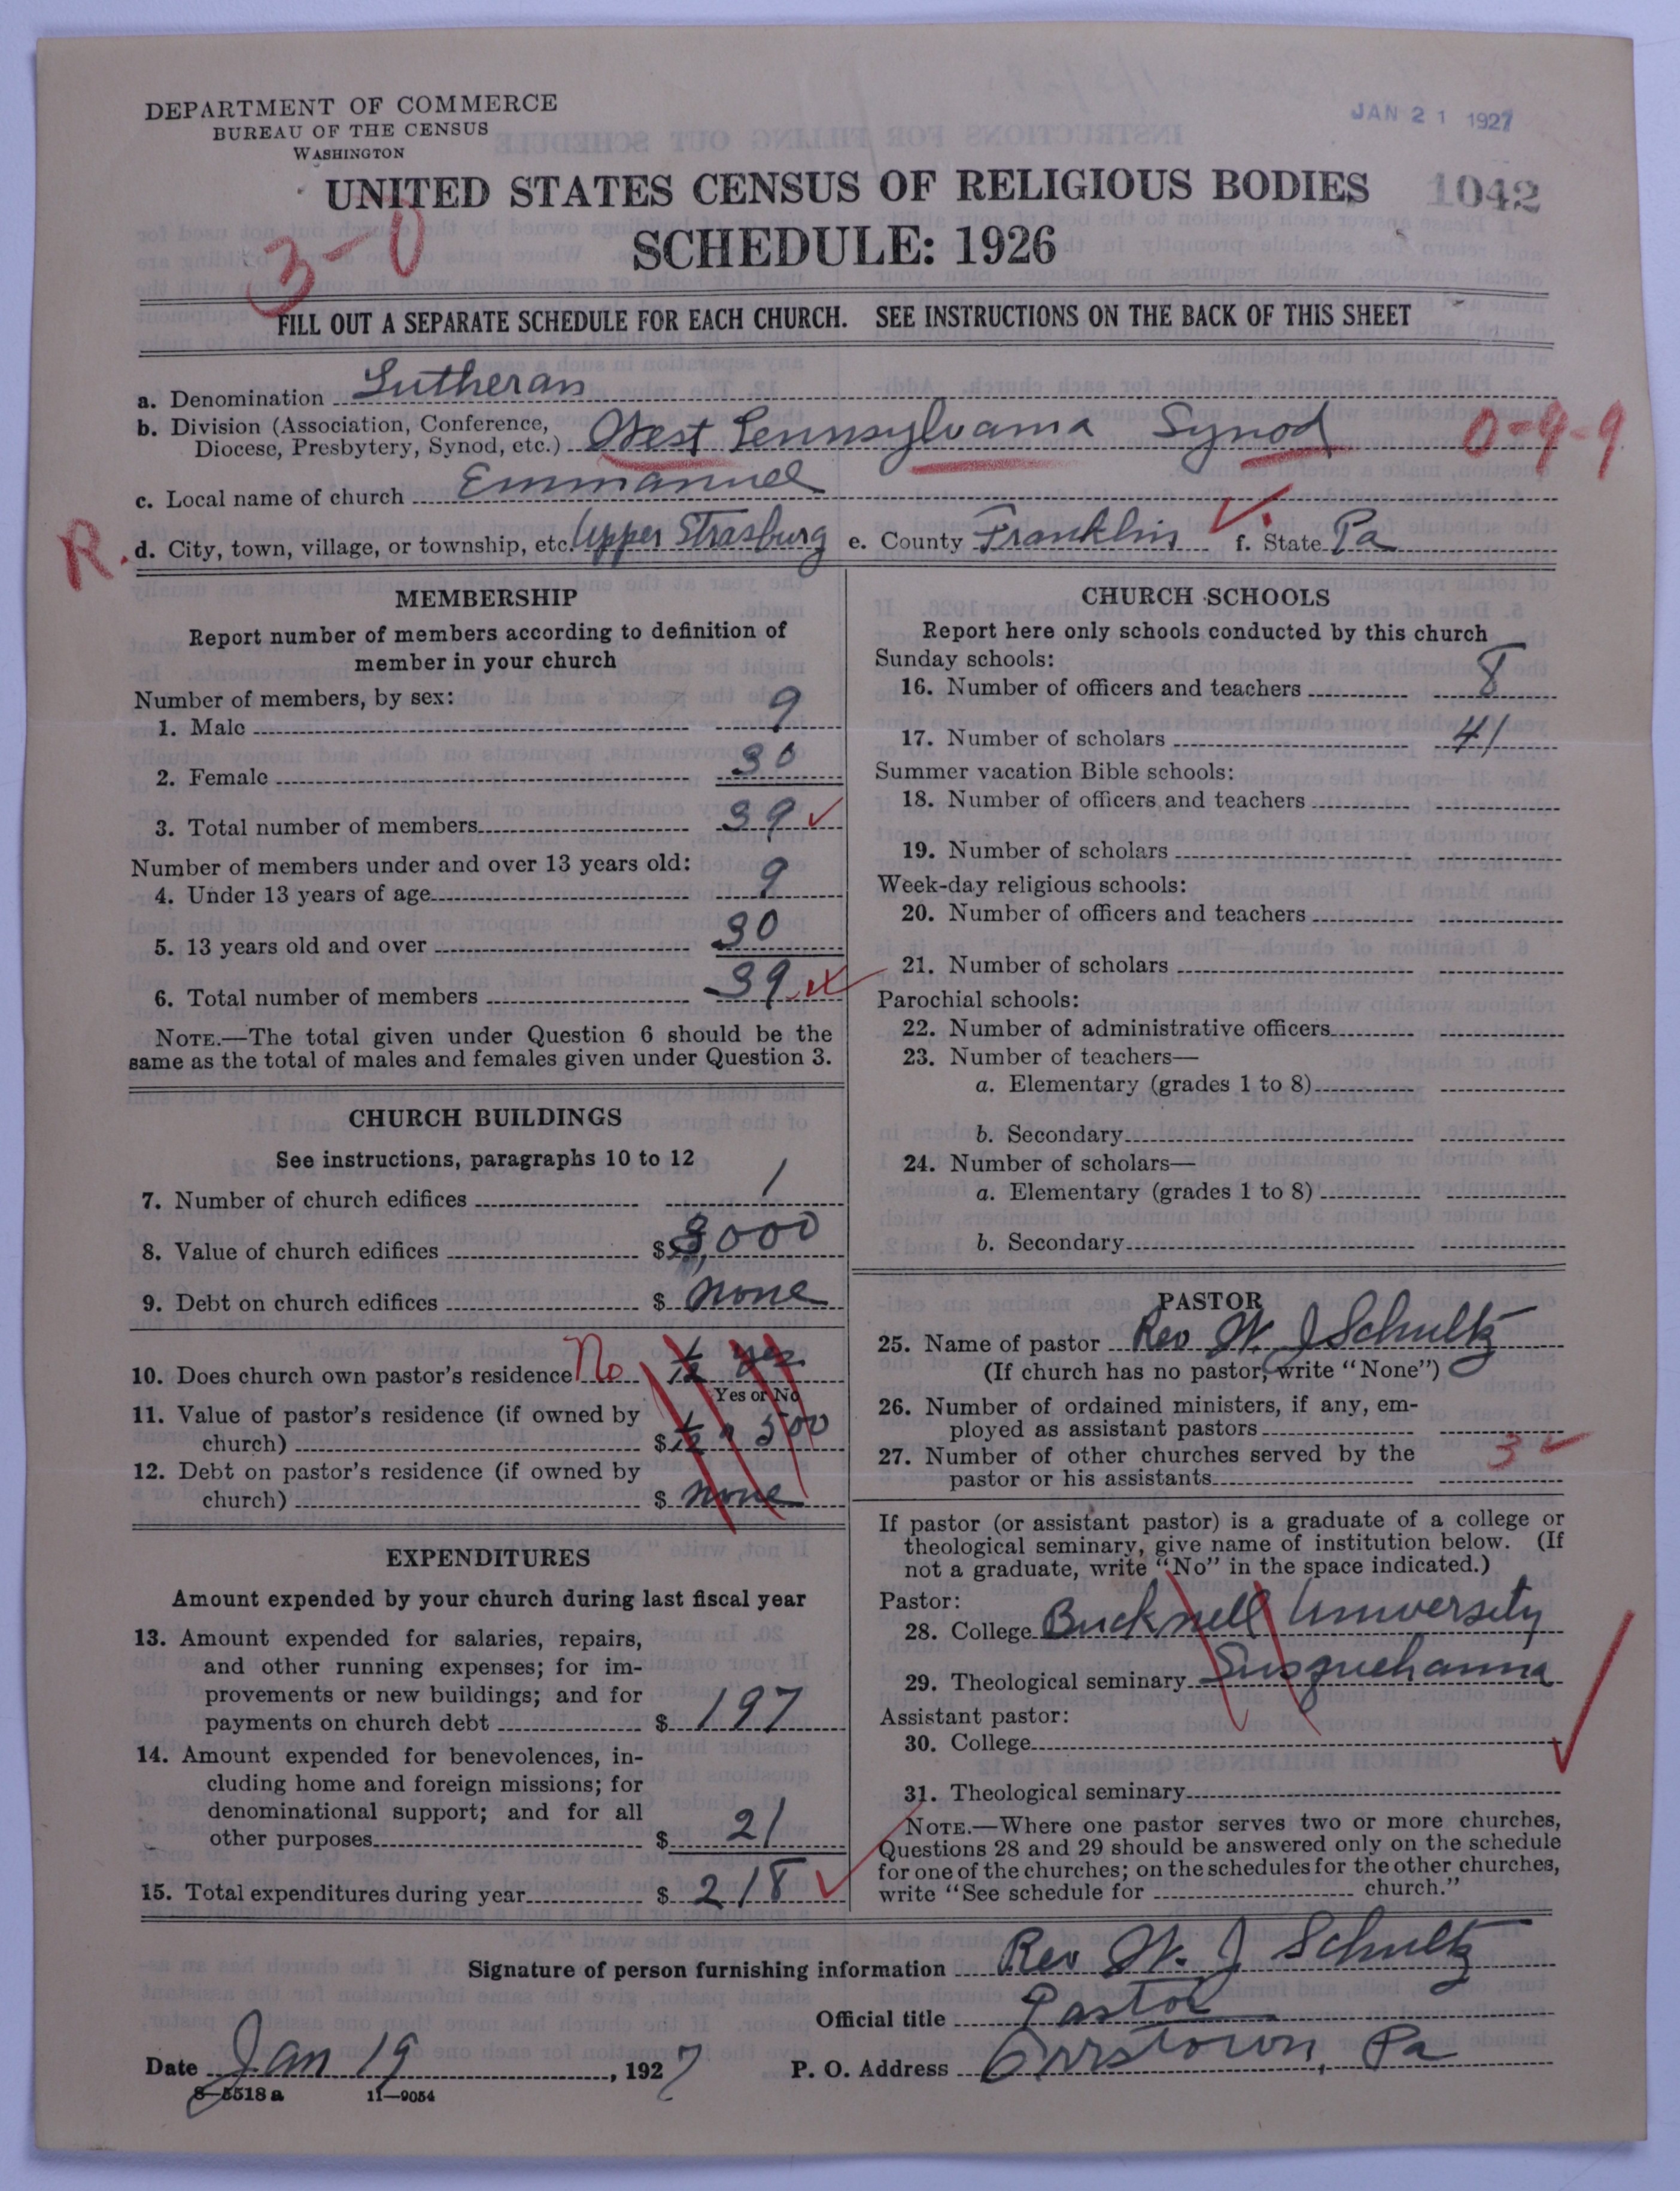 DEPARTMENT OF COMMERCE
BUREAU OF THE CENSUS
WASHINGTON
JAN 21 1927
UNITED STATES CENSUS OF RELIGIOUS BODIES
1042
3-0
SCHEDULE: 1926
FILL OUT A SEPARATE SCHEDULE FOR EACH CHURCH. SEE INSTRUCTIONS ON THE BACK OF THIS SHEET
a. Denomination Lutheran
b. Division (Association, Conference,
Diocese, Presbytery, Synod, etc.) West Pennsylvania Synod 0-9-9
c. Local name of church Emmanuel
R. d. City, town, village, or township, etc. Upper Strasburg e. County Franklin f. State Pa
MEMBERSHIP
Report number of members according to definition of
member in your church
Number of members, by sex:
1. Male 9
2. Female 30
3. Total number of members 39
Number of members under and over 13 years old:
4. Under 13 years of age 9
5. 13 years old and over 30
6. Total number of members 39
NOTE.—The total given under Question 6 should be the
same as the total of males and females given under Question 3.
CHURCH BUILDINGS
See instructions, paragraphs 10 to 12
7. Number of church edifices 1
8. Value of church edifices $ 3,000
9. Debt on church edifices $ none
10. Does church own pastor's residence? No ½ yes
Yes or No
11. Value of pastor's residence (if owned by
church) $ ½ 500
12. Debt on pastor's residence (if owned by
church) $ none
EXPENDITURES
Amount expended by your church during last fiscal year
13. Amount expended for salaries, repairs,
and other running expenses; for im-
provements or new buildings; and for
payments on church debt $ 197
14. Amount expended for benevolences, in-
cluding home and foreign missions; for
denominational support; and for all
other purposes $ 21
15. Total expenditures during year $ 218
CHURCH SCHOOLS
Report here only schools conducted by this church
Sunday schools:
16. Number of officers and teachers 8
17. Number of scholars 41
Summer vacation Bible schools:
18. Number of officers and teachers
19. Number of scholars
Week-day religious schools:
20. Number of officers and teachers
21. Number of scholars
Parochial schools:
22. Number of administrative officers
23. Number of teachers—
a. Elementary (grades 1 to 8)
b. Secondary
24. Number of scholars—
a. Elementary (grades 1 to 8)
b. Secondary
PASTOR
25. Name of pastor Rev W. J Schultz
(If church has no pastor, write "None")
26. Number of ordained ministers, if any, em-
ployed as assistant pastors
27. Number of other churches served by the
pastor or his assistants 3
If pastor (or assistant pastor) is a graduate of a college or
theological seminary, give name of institution below. (If
not a graduate, write "No" in the space indicated.)
Pastor:
28. College Bucknell University
29. Theological seminary Susquehanna
Assistant pastor:
30. College
31. Theological seminary
NOTE.—Where one pastor serves two or more churches,
Questions 28 and 29 should be answered only on the schedule
for one of the churches; on the schedules for the other churches,
write "See schedule for church."
Signature of person furnishing information Rev W. J Schultz
Official title Pastor
Date Jan 19, 1927 P. O. Address Orrstown, Pa
8-5518 a 11-9054